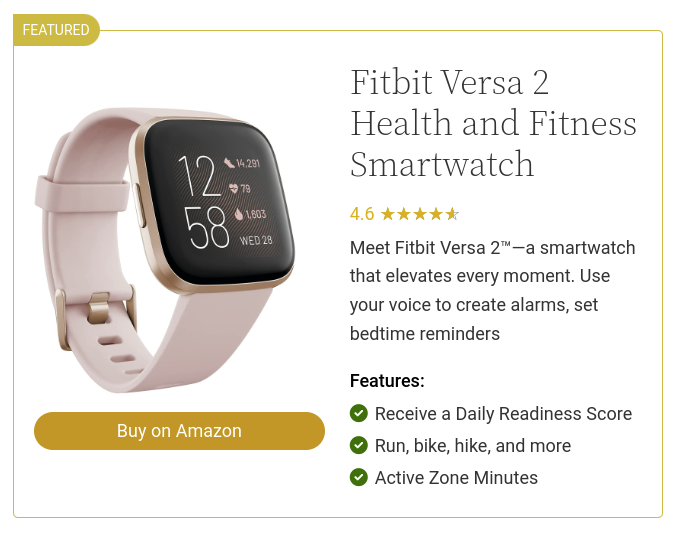 FEATURED
Fitbit Versa 2
Health and Fitness
Smartwatch
4.6
Meet Fitbit Versa 2™—a smartwatch
that elevates every moment. Use
your voice to create alarms, set
bedtime reminders
Features:
Receive a Daily Readiness Score
Run, bike, hike, and more
Active Zone Minutes
12
58
14,291
79
1,603
WED 28
Buy on Amazon